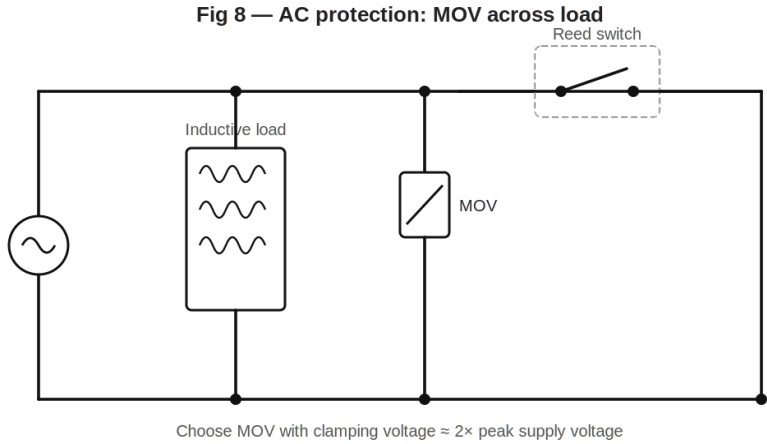 Fig 8 — AC protection: MOV across load
Reed switch
Inductive load
MOV
Choose MOV with clamping voltage ≈ 2× peak supply voltage